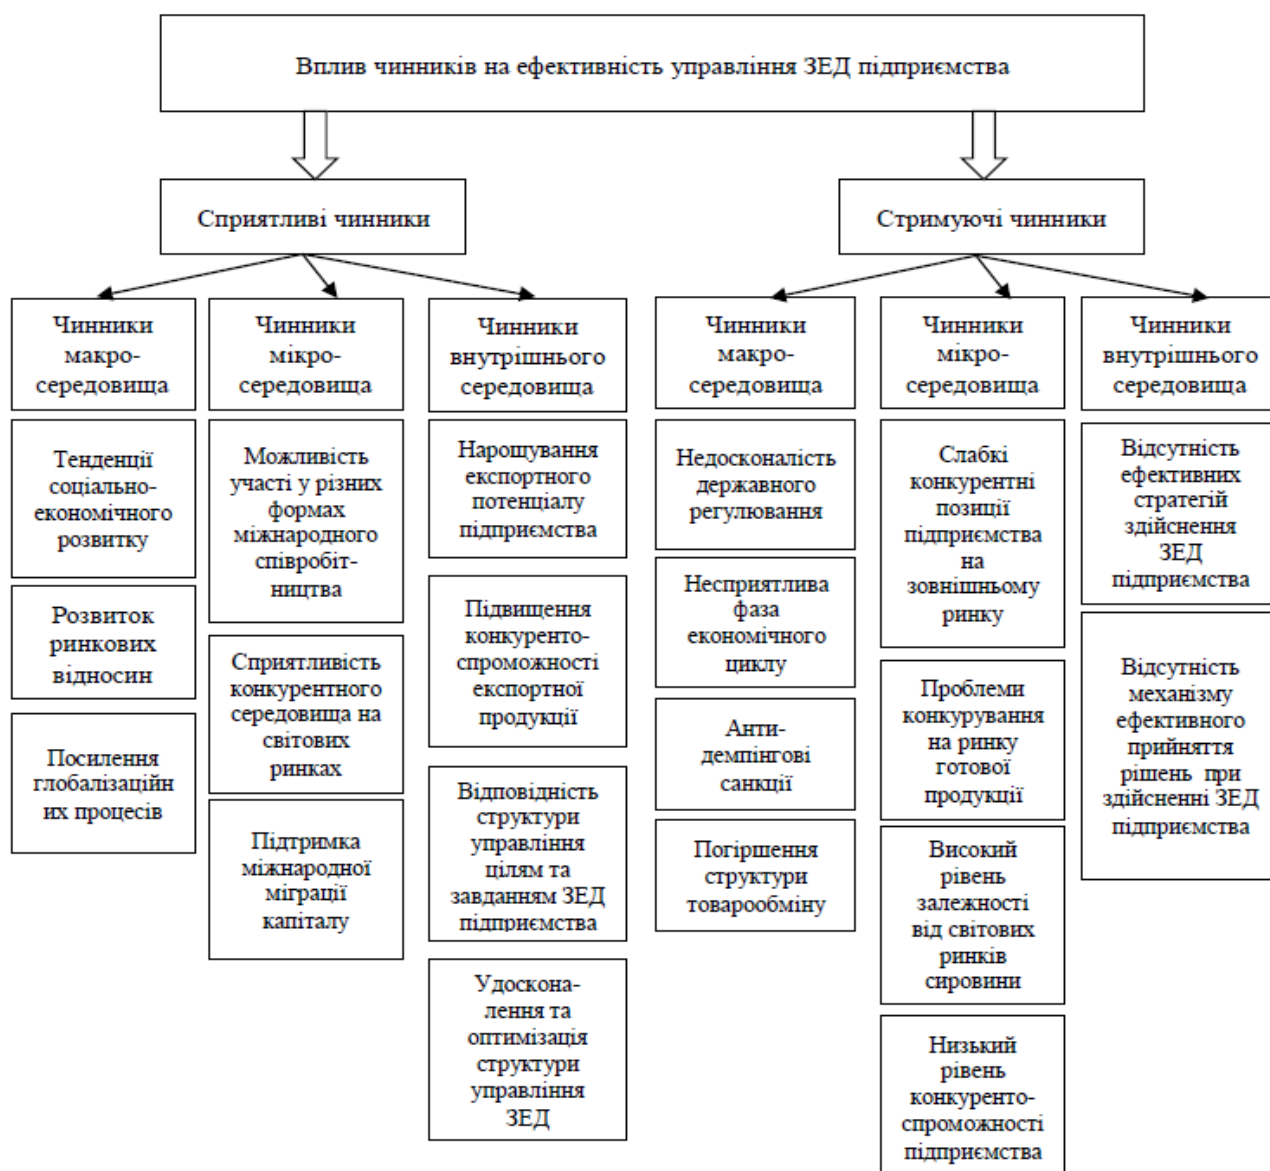 Вплив чинників на ефективність управління ЗЕД підприємства
Сприятливі чинники
Стримуючі чинники
Чинники
макро-
середовища
Чинники
мікро-
середовища
Чинники
внутрішнього
середовища
Чинники
макро-
середовища
Чинники
мікро-
середовища
Чинники
внутрішнього
середовища
Тенденції
соціально-
економічного
розвитку
Розвиток
ринкових
відносин
Посилення
глобалізаційн
их процесів
Можливість
участі у різних
формах
міжнародного
співробіт-
ництва
Сприятливість
конкурентного
середовища на
світових
ринках
Підтримка
міжнародної
міграції
капіталу
Нарощування
експортного
потенціалу
підприємства
Підвищення
конкуренто-
спроможності
експортної
продукції
Відповідність
структури
управління
цілям та
завданням ЗЕД
підприємства
Удоскона-
лення та
оптимізація
структури
управління
ЗЕД
Недосконалість
державного
регулювання
Несприятлива
фаза
економічного
циклу
Анти-
демпінгові
санкції
Погіршення
структури
товарообміну
Слабкі
конкурентні
позиції
підприємства
на
зовнішньому
ринку
Проблеми
конкурування
на ринку
готової
продукції
Високий
рівень
залежності
від світових
ринків
сировини
Низький
рівень
конкуренто-
спроможності
підприємства
Відсутність
ефективних
стратегій
здійснення
ЗЕД
підприємства
Відсутність
механізму
ефективного
прийняття
рішень при
здійсненні ЗЕД
підприємства